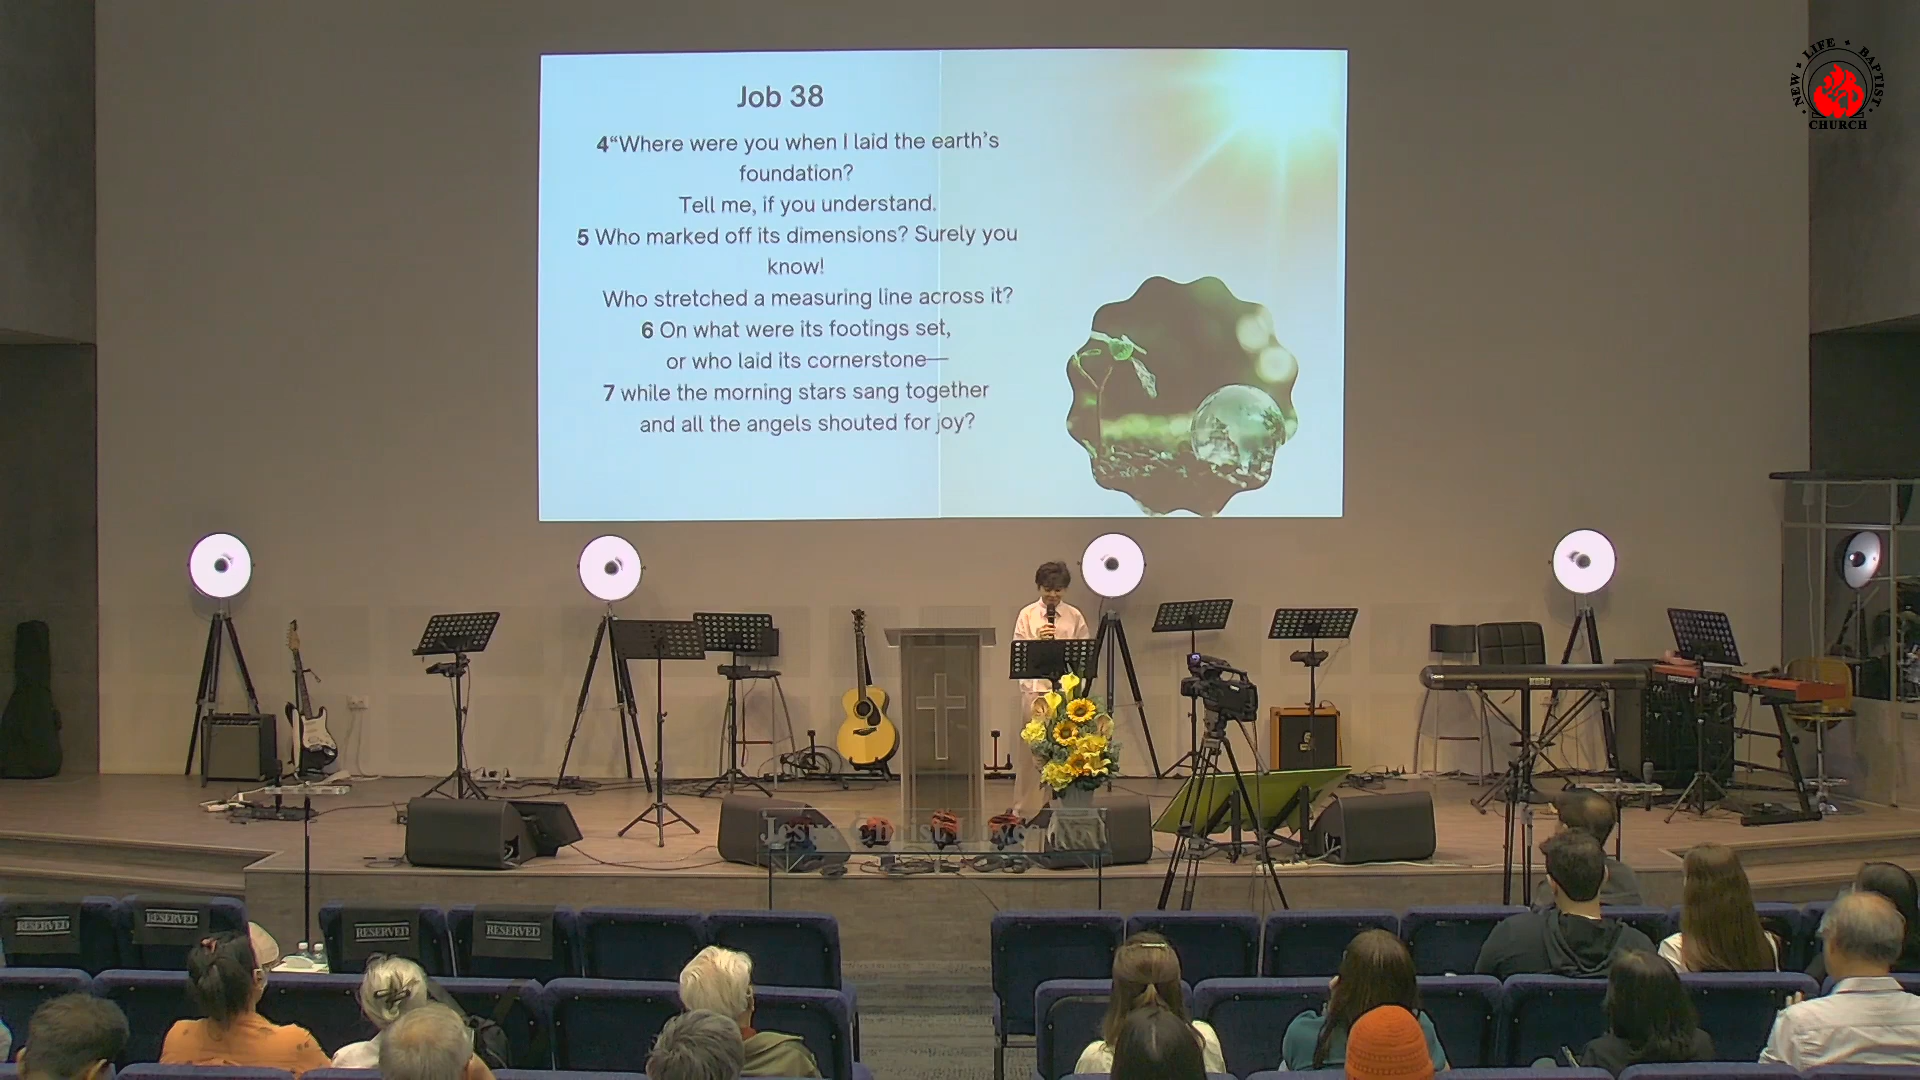 Job 38
4“Where were you when I laid the earth’s
foundation?
Tell me, if you understand.
5 Who marked off its dimensions? Surely you
know!
Who stretched a measuring line across it?
6 On what were its footings set,
or who laid its cornerstone—
7 while the morning stars sang together
and all the angels shouted for joy?
NEW LIFE BAPTIST
CHURCH
Jesus Christ
RESERVED
RESERVED
RESERVED
RESERVED